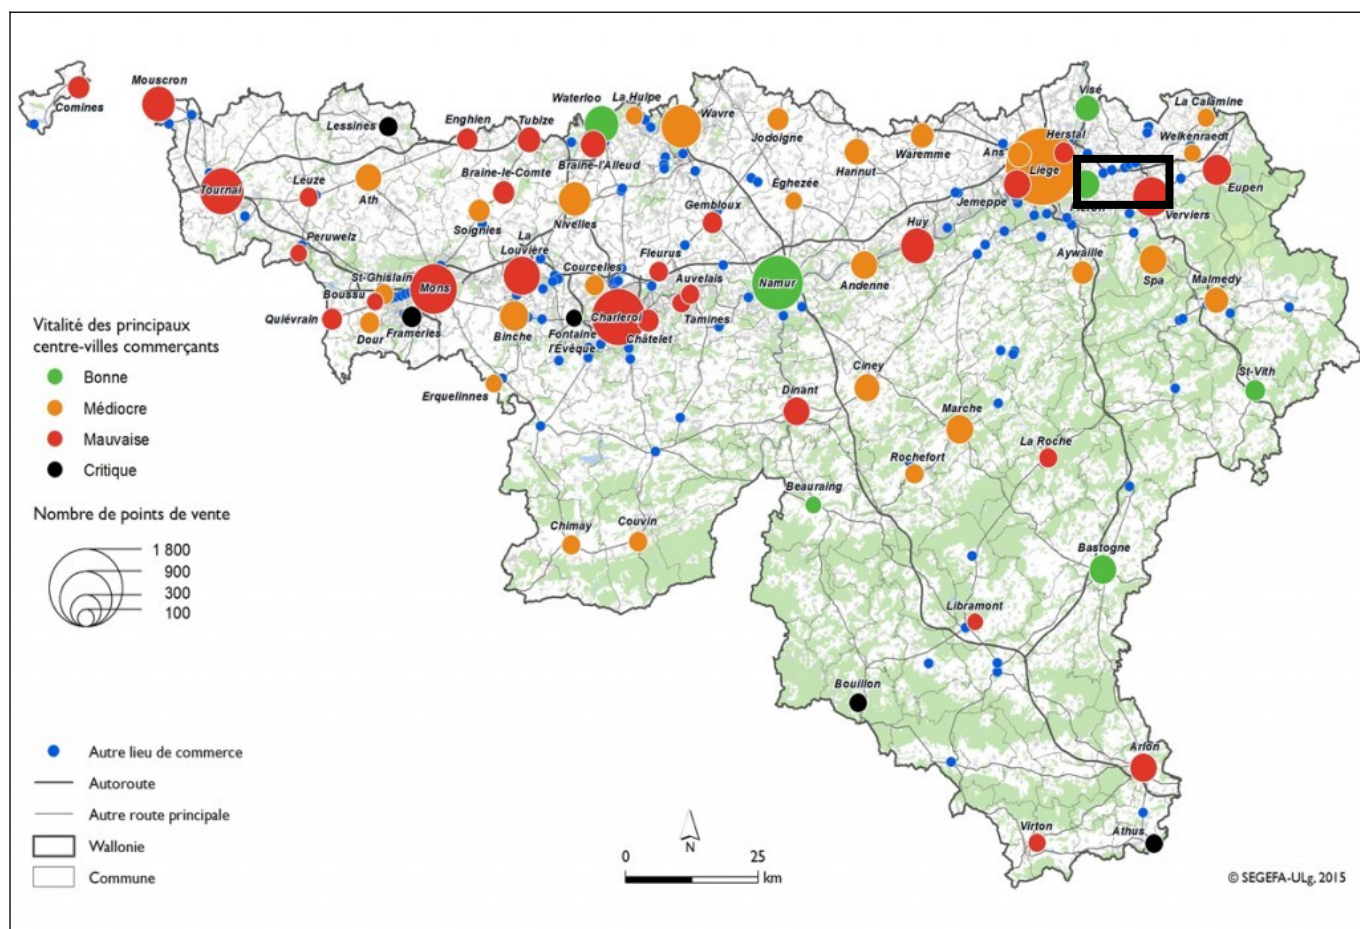 Mouscron
Comines
Waterloo
La Hulpe
Wavre
Visé
La Calamine
Lessines
Enghien
Tubize
Jodoigne
Herstal
Welkenraedt
Waremme
Ans
Braine-l'Alleud
Hannut
Liège
Tournai
Leuze
Ath
Braine-le-Comte
Éghezée
Jemeppe
Eupen
Soignies
Nivelles
Gembloux
Huy
Verviers
Peruwelz
La
Louvière
Fleurus
Aywaille
St-Ghislain
Courcelles
Auvelais
Namur
Andenne
Spa
Malmedy
Boussu
Mons
Quiévrain
Dour
Frameries
Binche
Fontaine
l'Évêque
Charleroi
Châtelet
Tamines
Vitalité des principaux
centre-villes commerçants
Bonne
Médiocre
Mauvaise
Critique
Erquelinnes
Dinant
Ciney
St-Vith
Marche
La Roche
Rochefort
Beauraing
Nombre de points de vente
1 800
900
300
100
Chimay
Couvin
Bastogne
Libramont
Bouillon
Autre lieu de commerce
Autoroute
Autre route principale
Wallonie
Commune
Arlon
Virton
Athus
N
0 25
km
© SEGEFA-ULg, 2015